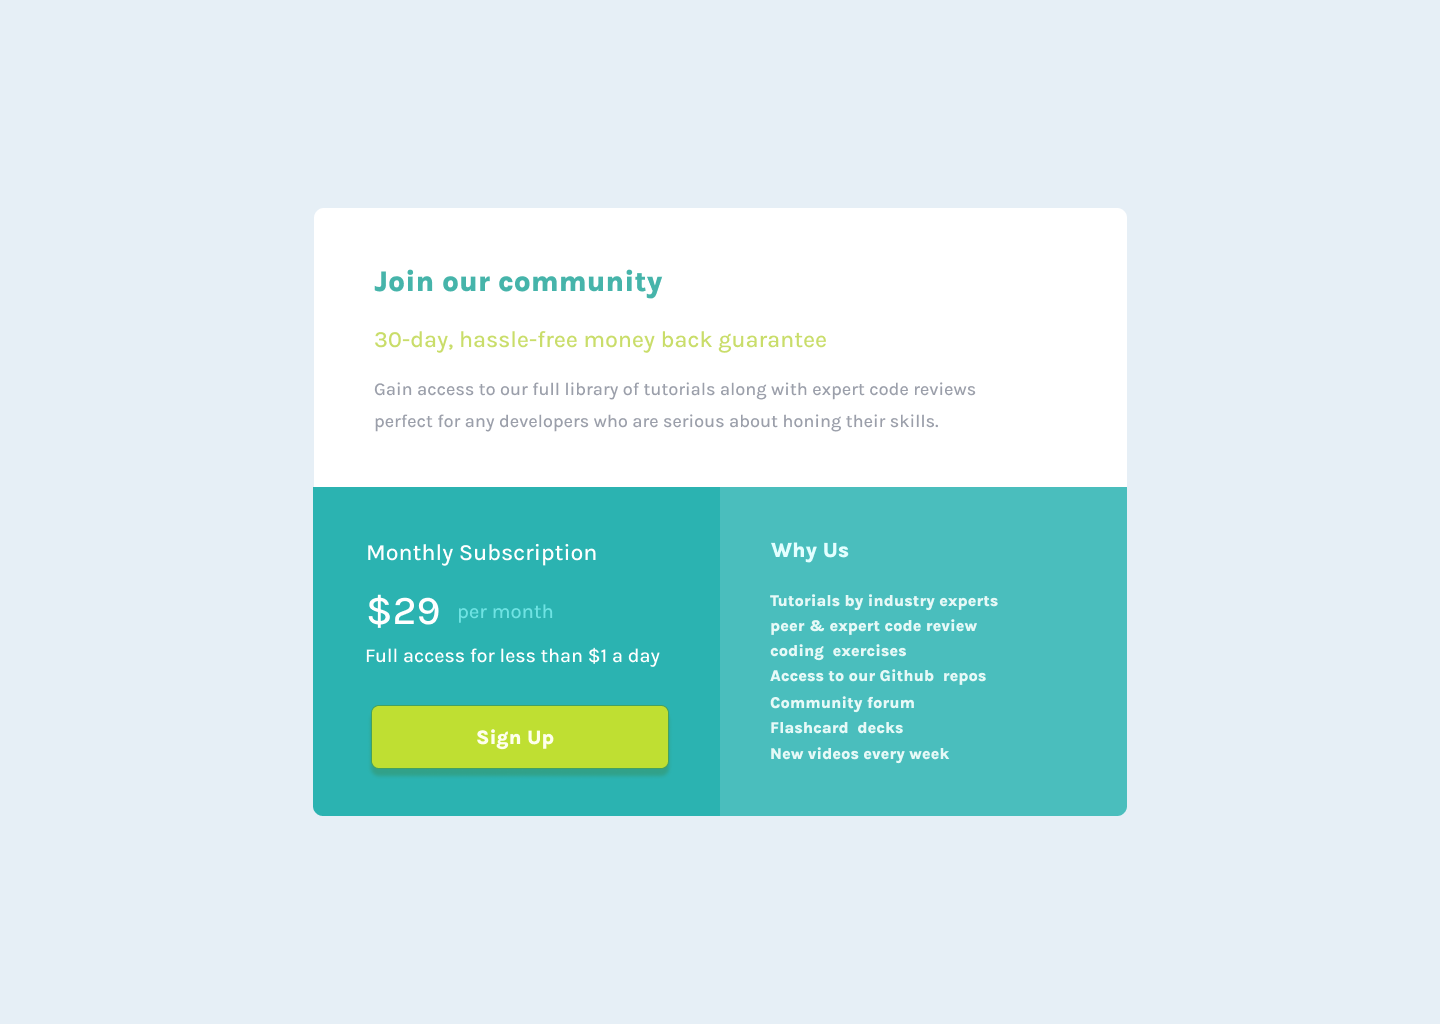 Join our community
30-day, hassle-free money back guarantee
Gain access to our full library of tutorials along with expert code reviews
perfect for any developers who are serious about honing their skills.
Monthly Subscription
$29 per month
Full access for less than $1 a day
Sign Up
Why Us
Tutorials by industry experts
peer & expert code review
coding  exercises
Access to our Github  repos
Community forum
Flashcard  decks
New videos every week